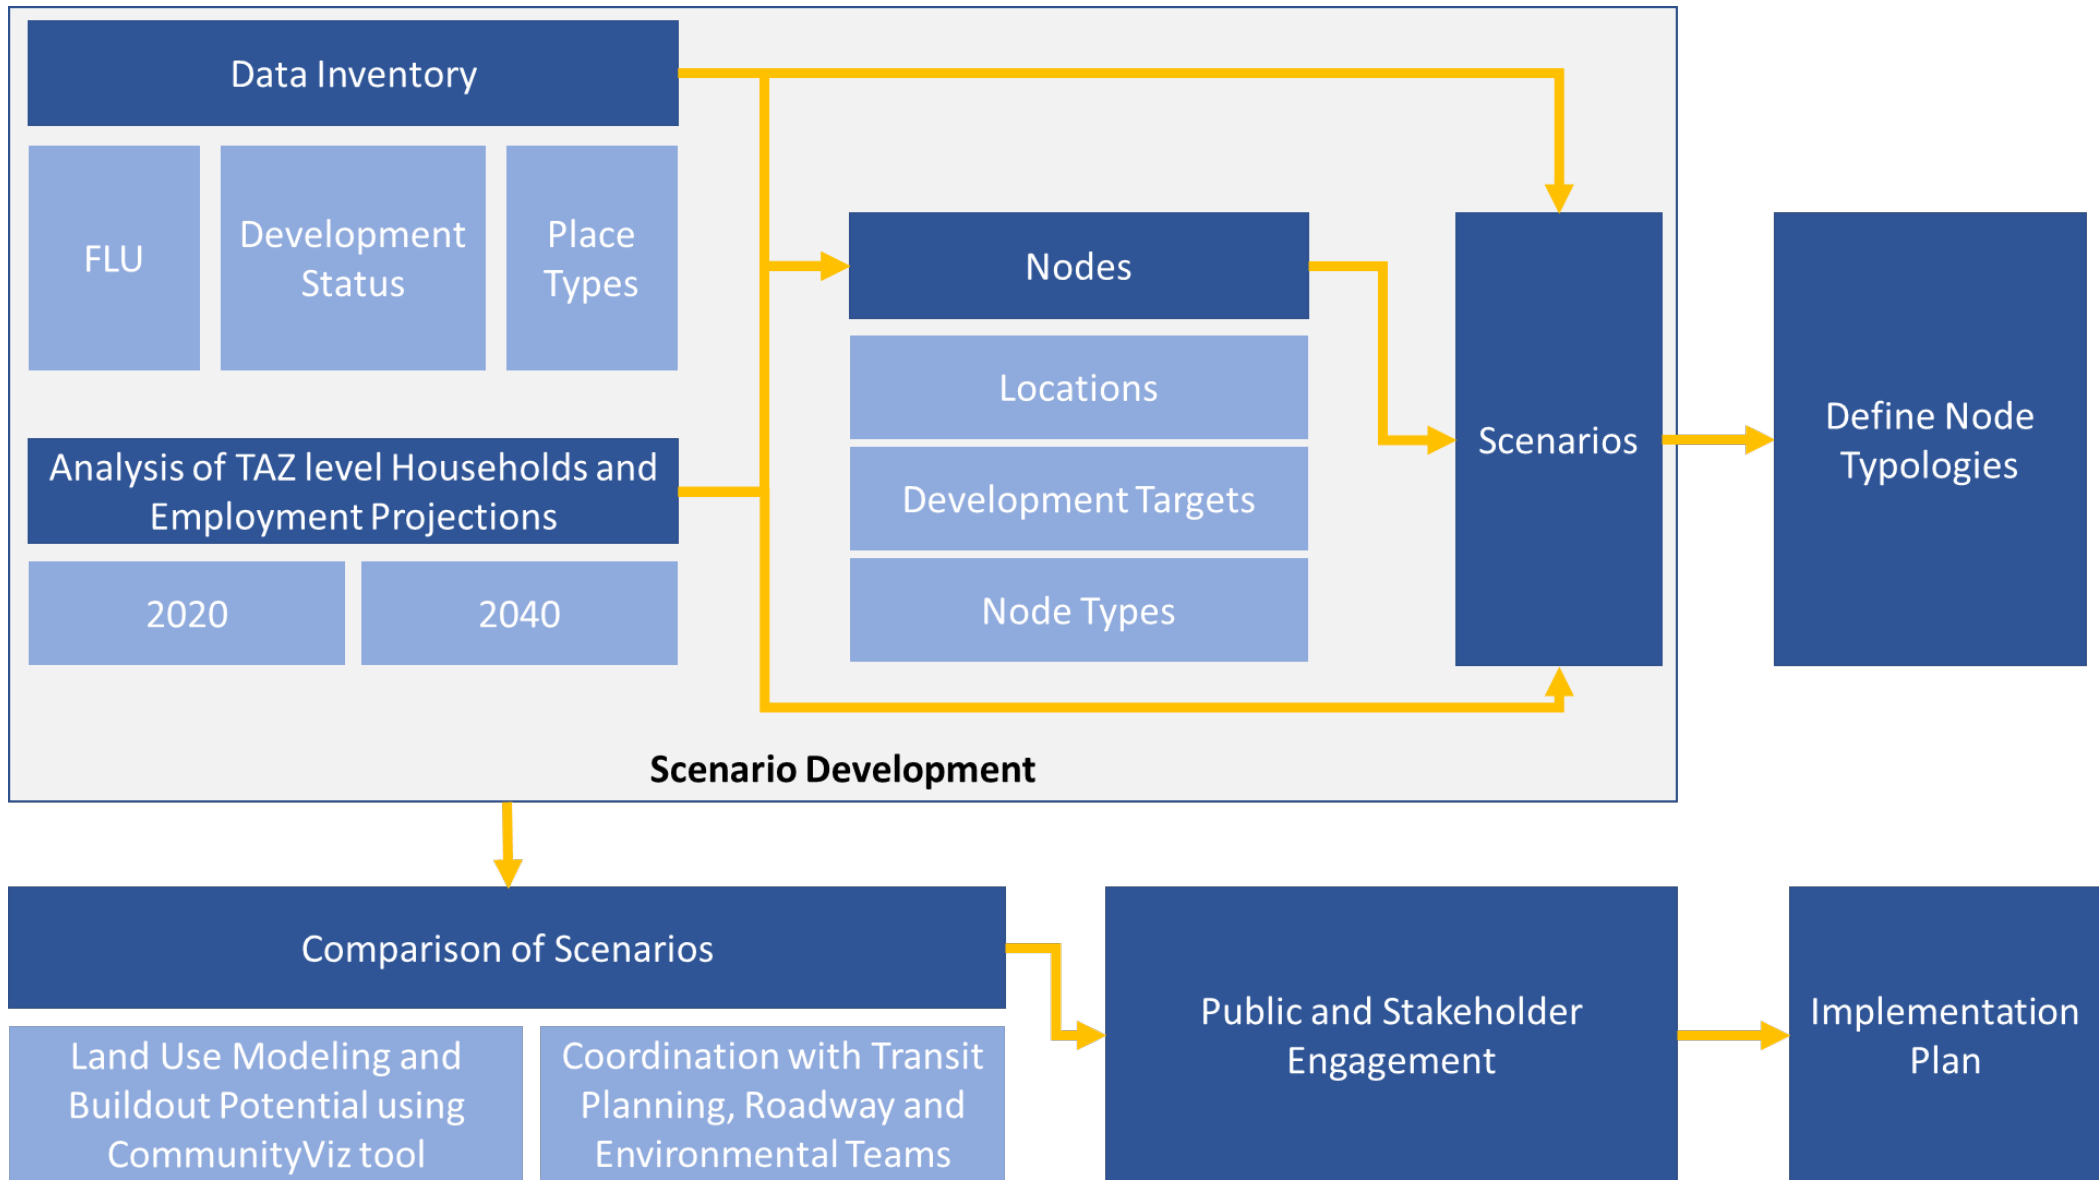 Data Inventory
FLU
Development
Status
Place
Types
Analysis of TAZ level Households and
Employment Projections
2020
2040
Nodes
Locations
Development Targets
Node Types
Scenarios
Define Node
Typologies
Scenario Development
Comparison of Scenarios
Land Use Modeling and
Buildout Potential using
CommunityViz tool
Coordination with Transit
Planning, Roadway and
Environmental Teams
Public and Stakeholder
Engagement
Implementation
Plan